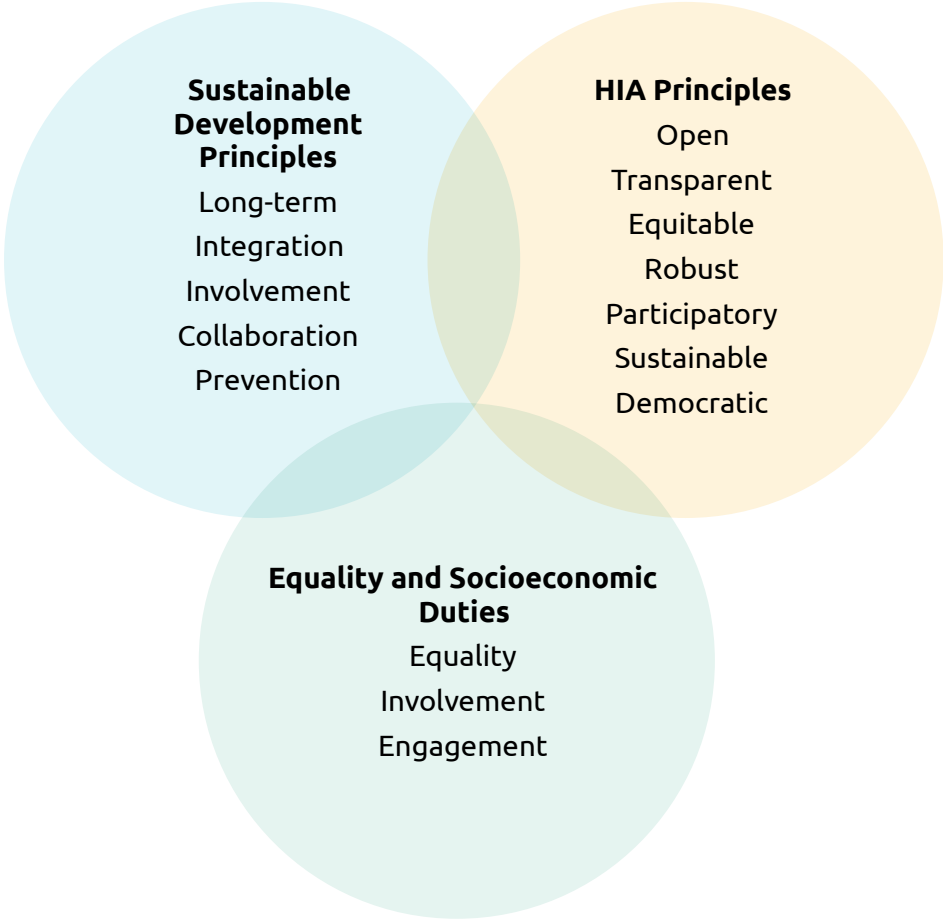 Sustainable
Development
Principles
Long-term
Integration
Involvement
Collaboration
Prevention
HIA Principles
Open
Transparent
Equitable
Robust
Participatory
Sustainable
Democratic
Equality and Socioeconomic
Duties
Equality
Involvement
Engagement